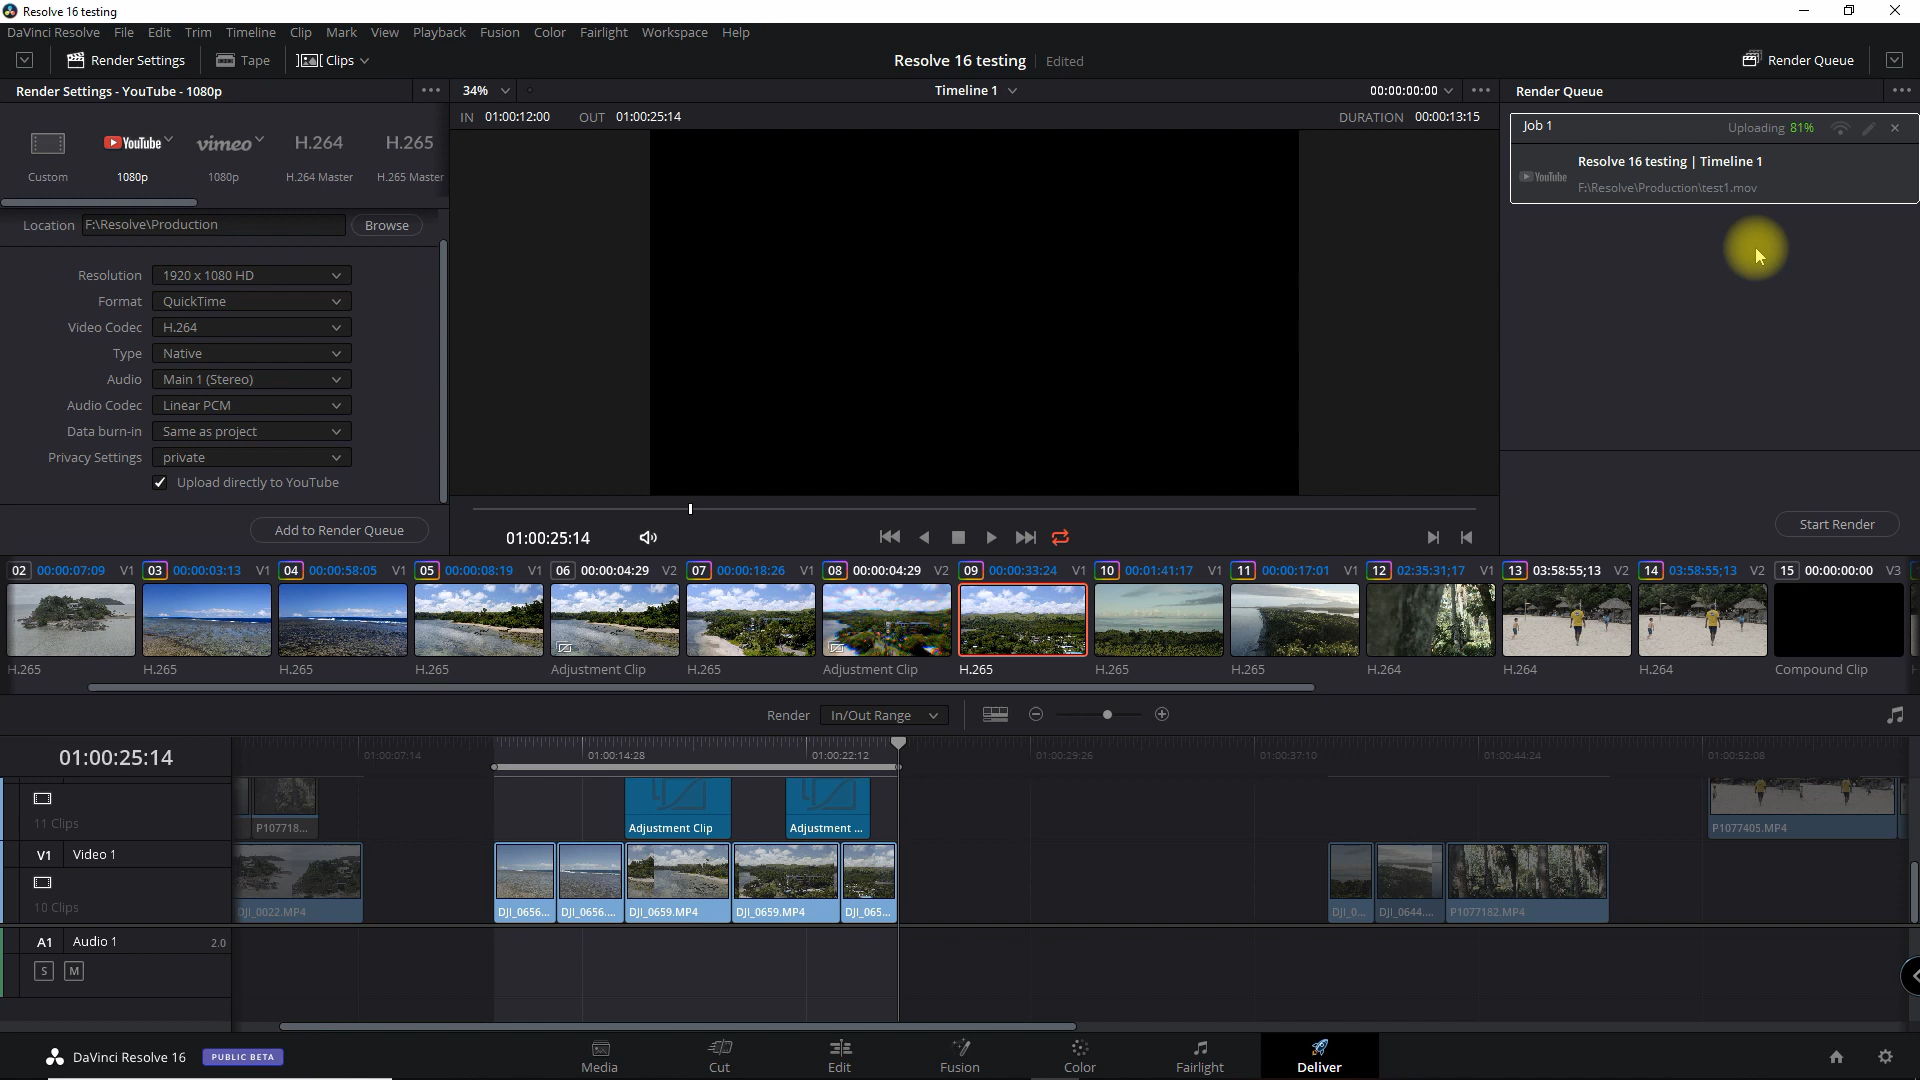 Resolve 16 testing
DaVinci Resolve File Edit Trim Timeline Clip Mark View Playback Fusion Color Fairlight Workspace Help
Render Settings Tape Clips Resolve 16 testing Edited Render Queue
Render Settings - YouTube - 1080p
34% Timeline 1 00:00:00:00
Render Queue
IN 01:00:12:00 OUT 01:00:25:14 DURATION 00:00:13:15
Job 1 Uploading 81%
Resolve 16 testing | Timeline 1
YouTube F:\Resolve\Production\test1.mov
YouTube vimeo H.264 H.265
Custom 1080p 1080p H.264 Master H.265 Master
Location F:\Resolve\Production Browse
Resolution 1920 x 1080 HD
Format QuickTime
Video Codec H.264
Type Native
Audio Main 1 (Stereo)
Audio Codec Linear PCM
Data burn-in Same as project
Privacy Settings private
Upload directly to YouTube
Add to Render Queue
01:00:25:14
Start Render
02 00:00:07:09 V1 03 00:00:03:13 V1 04 00:00:58:05 V1 05 00:00:08:19 V1 06 00:00:04:29 V2 07 00:00:18:26 V1 08 00:00:04:29 V2 09 00:00:33:24 V1 10 00:01:41:17 V1 11 00:00:17:01 V1 12 02:35:31;17 V1 13 03:58:55;13 V2 14 03:58:55;13 V2 15 00:00:00:00 V3
H.265 H.265 H.265 H.265 Adjustment Clip H.265 Adjustment Clip H.265 H.265 H.265 H.264 H.264 H.264 Compound Clip
Render In/Out Range
01:00:25:14
01:00:07:14 01:00:14:28 01:00:22:12 01:00:29:26 01:00:37:10 01:00:44:24 01:00:52:08
11 Clips
P107718... Adjustment Clip Adjustment ... P1077405.MP4
V1 Video 1
10 Clips
DJI_0022.MP4 DJI_0656... DJI_0656.... DJI_0659.MP4 DJI_0659.MP4 DJI_065... DJI_0... DJI_0644.... P1077182.MP4
A1 Audio 1 2.0
S M
DaVinci Resolve 16 PUBLIC BETA
Media Cut Edit Fusion Color Fairlight Deliver